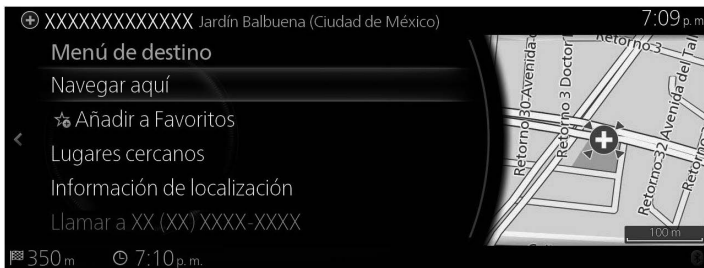 XXXXXXXXXXXXX Jardín Balbuena (Ciudad de México) 7:09 p. m
Menú de destino
Navegar aquí
Añadir a Favoritos
Lugares cercanos
Información de localización
Llamar a XX (XX) XXXX-XXXX
350 m 7:10 p. m.
Retorno 3
Retorno 30 Avenida
Retorno 3 Doctor
Retorno 32 Avenida del Tall
100 m